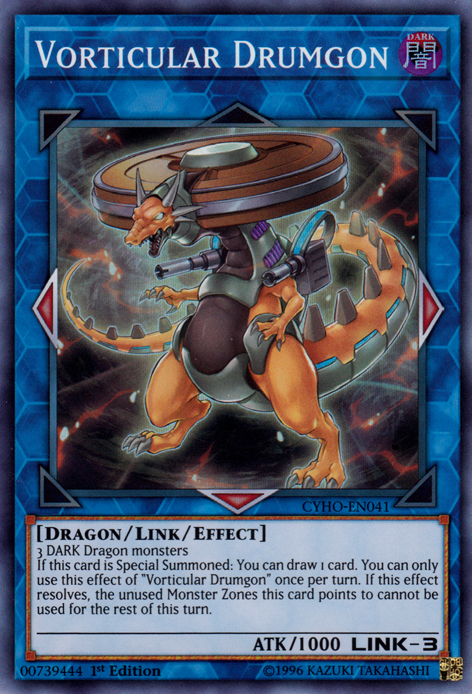 VORTICULAR DRUMGON
DARK
闇
CYHO-EN041
[DRAGON/LINK/EFFECT]
3 DARK Dragon monsters
If this card is Special Summoned: You can draw 1 card. You can only
use this effect of "Vorticular Drumgon" once per turn. If this effect
resolves, the unused Monster Zones this card points to cannot be
used for the rest of this turn.
ATK/1000 LINK-3
00739444 1st Edition ©1996 KAZUKI TAKAHASHI